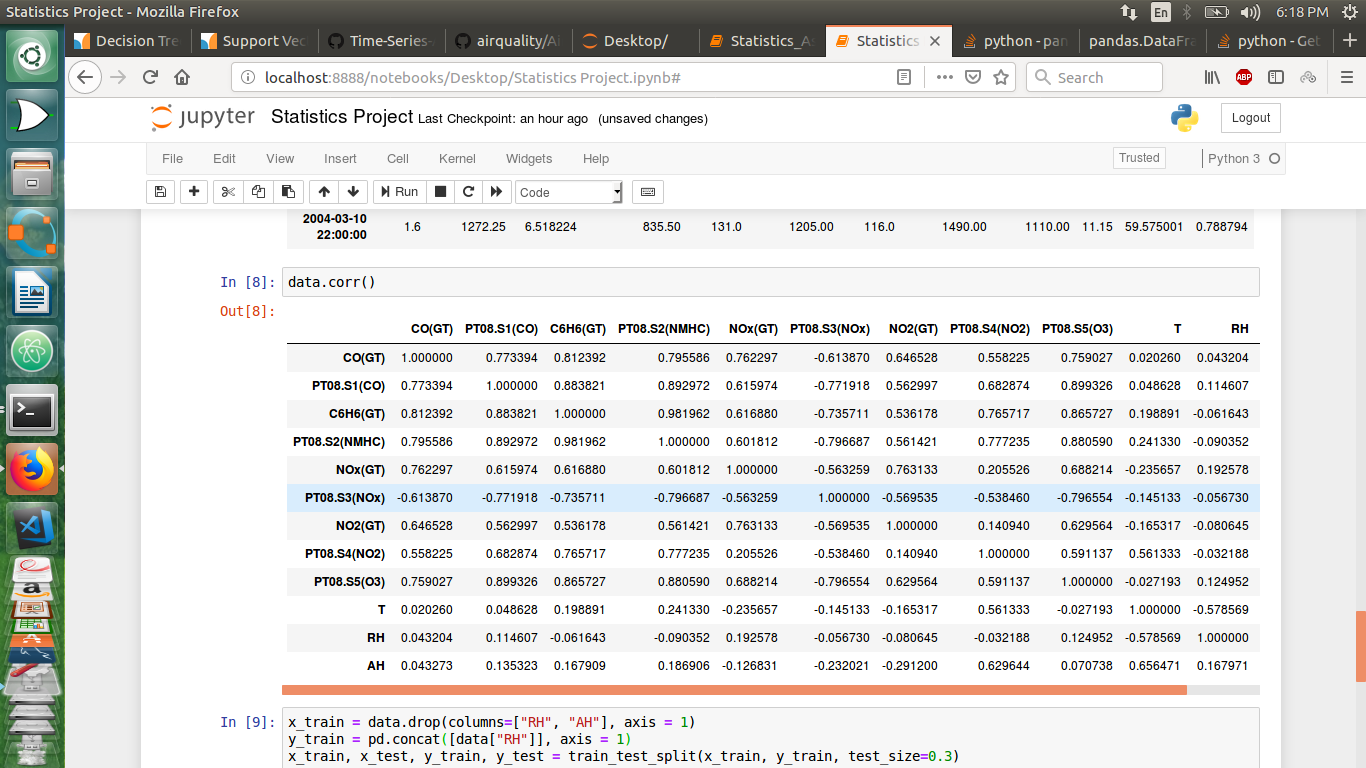 Statistics Project - Mozilla Firefox
En
6:18 PM
Decision Tre
Support Vec
Time-Series-
airquality/Ai
Desktop/
Statistics_As
Statistics
python - pan
pandas.DataFra
python - Get
localhost:8888/notebooks/Desktop/Statistics Project.ipynb#
Search
ABP
jupyter Statistics Project Last Checkpoint: an hour ago (unsaved changes)
Logout
File Edit View Insert Cell Kernel Widgets Help
Trusted
Python 3
Run
Code
2004-03-10
22:00:00 1.6 1272.25 6.518224 835.50 131.0 1205.00 116.0 1490.00 1110.00 11.15 59.575001 0.788794
In [8]: data.corr()
Out[8]:
CO(GT) PT08.S1(CO) C6H6(GT) PT08.S2(NMHC) NOx(GT) PT08.S3(NOx) NO2(GT) PT08.S4(NO2) PT08.S5(O3) T RH
CO(GT) 1.000000 0.773394 0.812392 0.795586 0.762297 -0.613870 0.646528 0.558225 0.759027 0.020260 0.043204
PT08.S1(CO) 0.773394 1.000000 0.883821 0.892972 0.615974 -0.771918 0.562997 0.682874 0.899326 0.048628 0.114607
C6H6(GT) 0.812392 0.883821 1.000000 0.981962 0.616880 -0.735711 0.536178 0.765717 0.865727 0.198891 -0.061643
PT08.S2(NMHC) 0.795586 0.892972 0.981962 1.000000 0.601812 -0.796687 0.561421 0.777235 0.880590 0.241330 -0.090352
NOx(GT) 0.762297 0.615974 0.616880 0.601812 1.000000 -0.563259 0.763133 0.205526 0.688214 -0.235657 0.192578
PT08.S3(NOx) -0.613870 -0.771918 -0.735711 -0.796687 -0.563259 1.000000 -0.569535 -0.538460 -0.796554 -0.145133 -0.056730
NO2(GT) 0.646528 0.562997 0.536178 0.561421 0.763133 -0.569535 1.000000 0.140940 0.629564 -0.165317 -0.080645
PT08.S4(NO2) 0.558225 0.682874 0.765717 0.777235 0.205526 -0.538460 0.140940 1.000000 0.591137 0.561333 -0.032188
PT08.S5(O3) 0.759027 0.899326 0.865727 0.880590 0.688214 -0.796554 0.629564 0.591137 1.000000 -0.027193 0.124952
T 0.020260 0.048628 0.198891 0.241330 -0.235657 -0.145133 -0.165317 0.561333 -0.027193 1.000000 -0.578569
RH 0.043204 0.114607 -0.061643 -0.090352 0.192578 -0.056730 -0.080645 -0.032188 0.124952 -0.578569 1.000000
AH 0.043273 0.135323 0.167909 0.186906 -0.126831 -0.232021 -0.291200 0.629644 0.070738 0.656471 0.167971
In [9]: x_train = data.drop(columns=["RH", "AH"], axis = 1)
y_train = pd.concat([data["RH"]], axis = 1)
x_train, x_test, y_train, y_test = train_test_split(x_train, y_train, test_size=0.3)